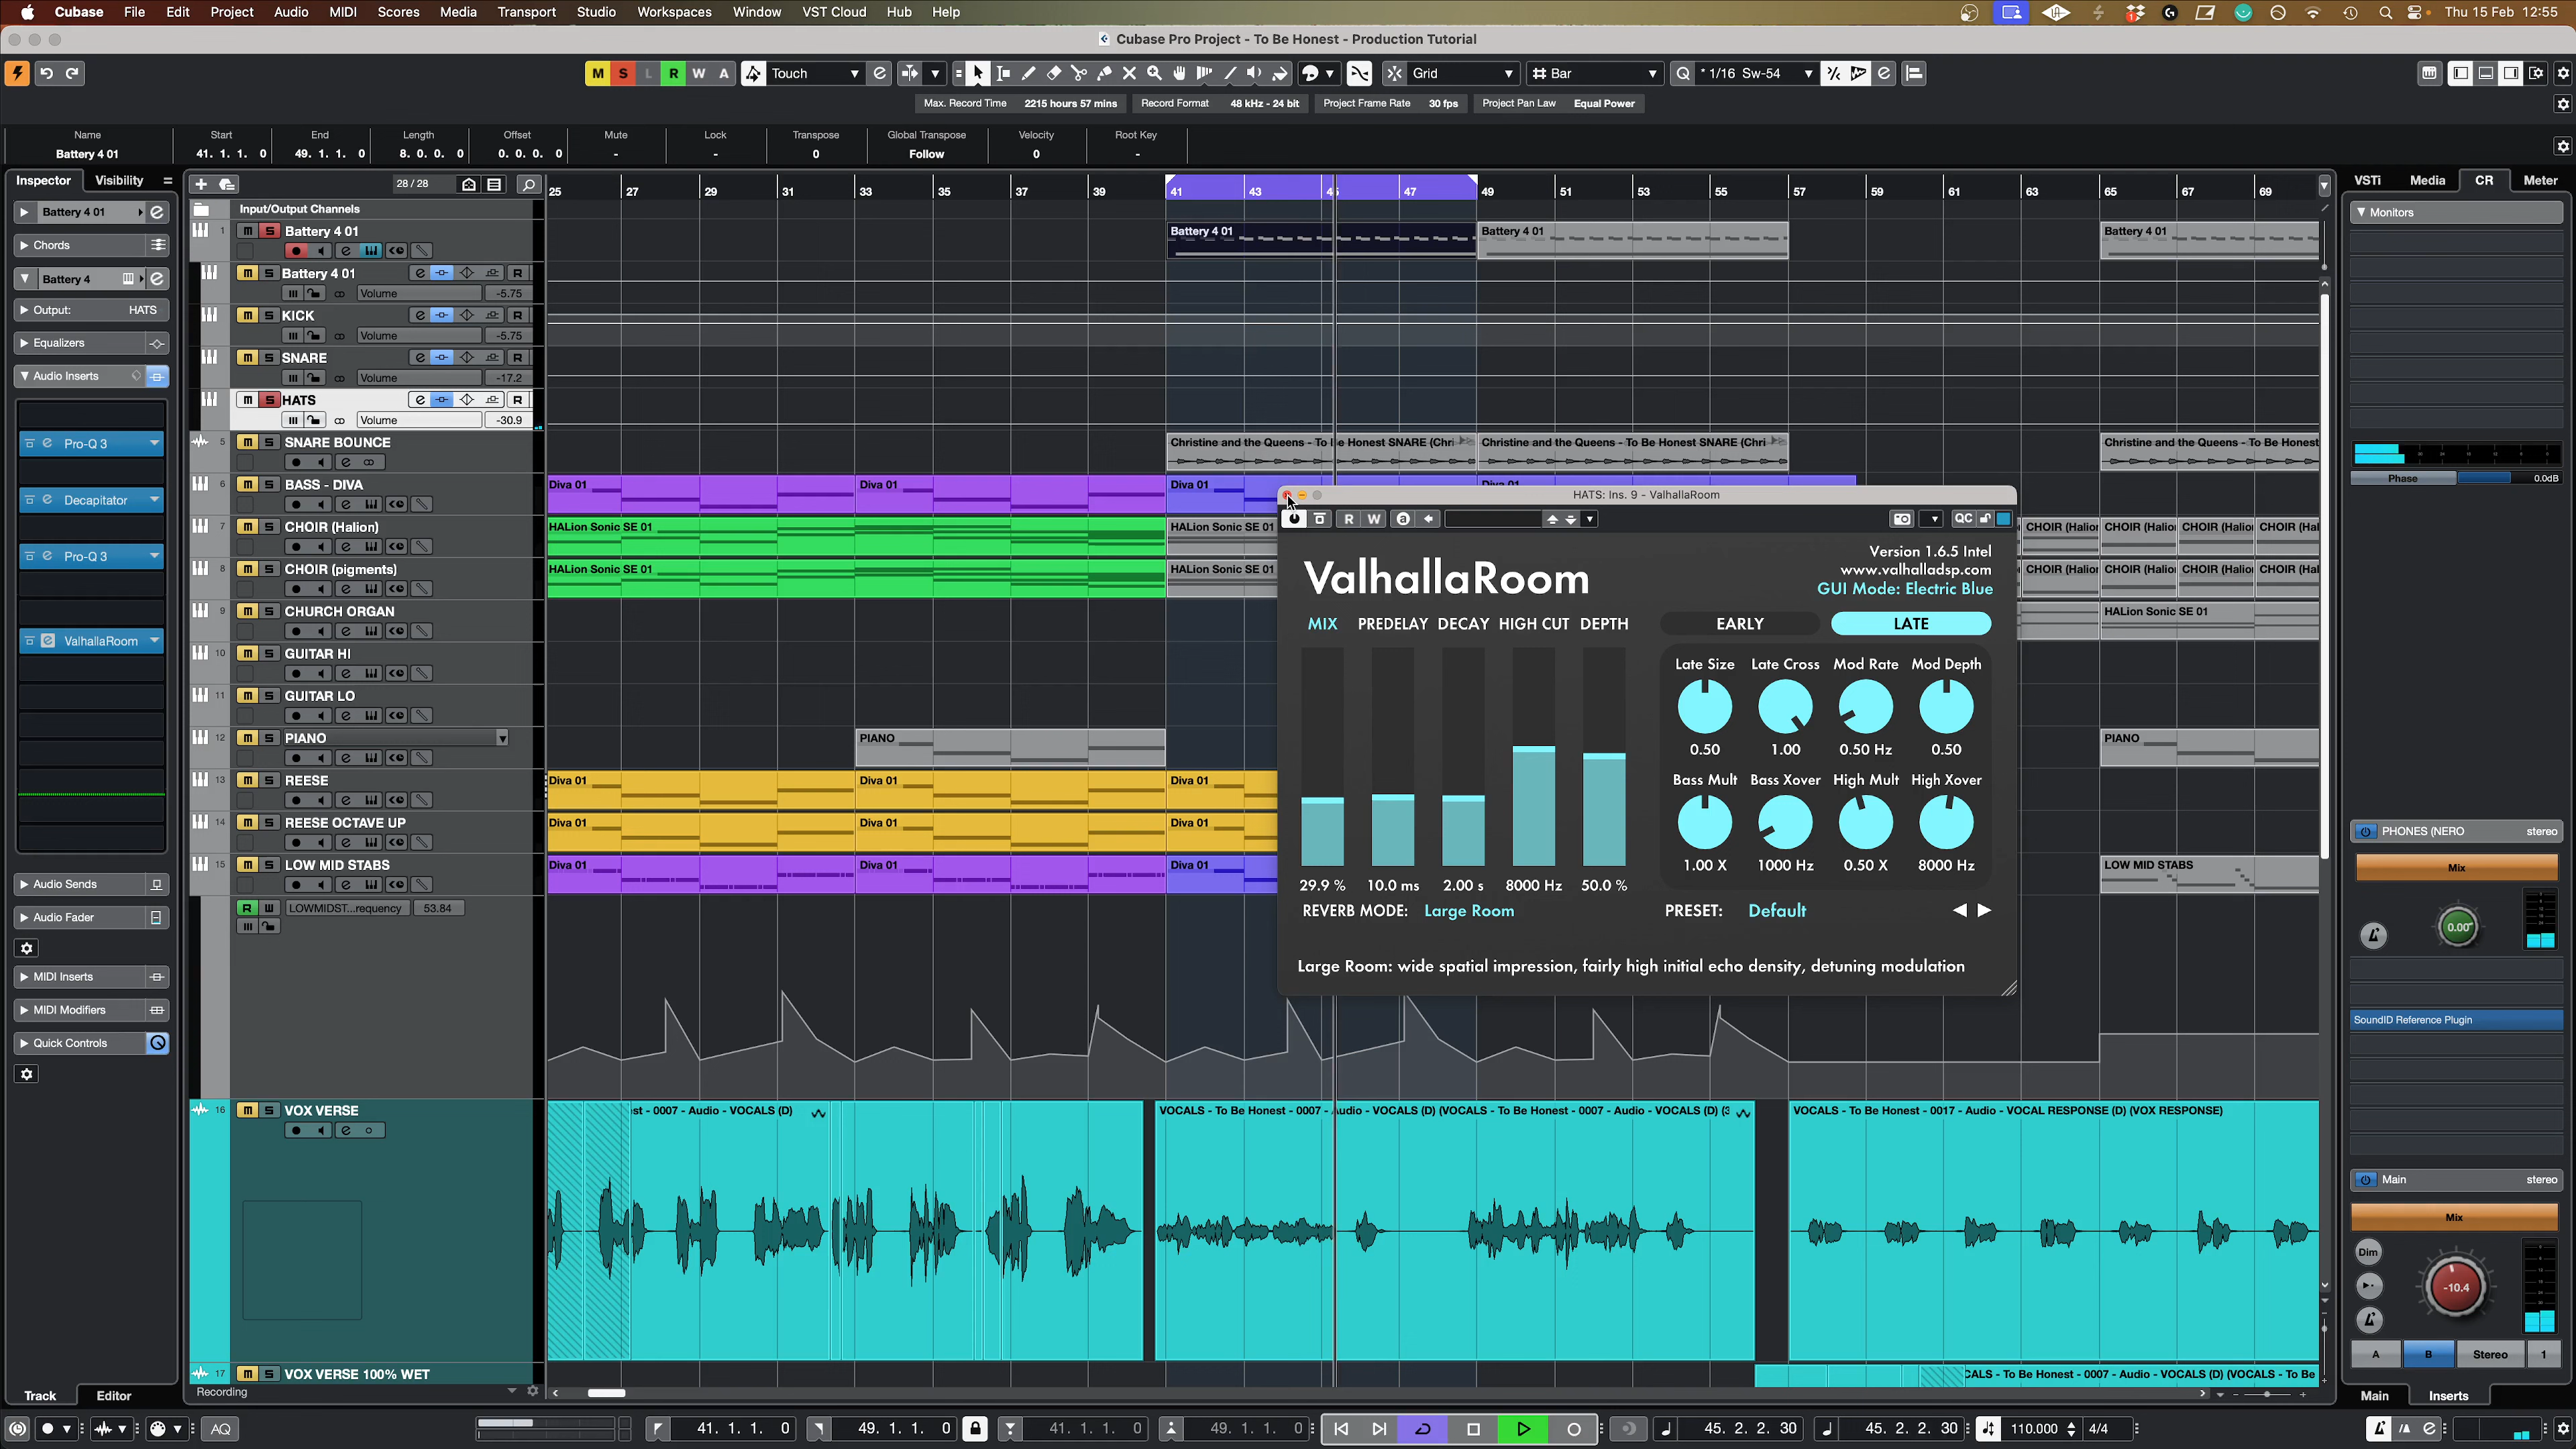 Cubase File Edit Project Audio MIDI Scores Media Transport Studio Workspaces Window VST Cloud Hub Help Thu 15 Feb 12:55
Cubase Pro Project - To Be Honest - Production Tutorial
M S L R W A Touch Grid Bar Q * 1/16 Sw-54
Max. Record Time 2215 hours 57 mins Record Format 48 kHz - 24 bit Project Frame Rate 30 fps Project Pan Law Equal Power
Name Start End Length Offset Mute Lock Transpose Global Transpose Velocity Root Key
Battery 4 01 41. 1. 1. 0 49. 1. 1. 0 8. 0. 0. 0 0. 0. 0. 0 - - 0 Follow 0 -
Inspector Visibility 28 / 28 25 27 29 31 33 35 37 39 41 43 45 47 49 51 53 55 57 59 61 63 65 67 69 VSTi Media CR Meter
Battery 4 01 Input/Output Channels Monitors
Chords 1 m S Battery 4 01 Battery 4 01 Battery 4 01 Battery 4 01
Battery 4 m S Battery 4 01 R
Volume -5.75
Output: HATS m S KICK R
Volume -5.75
Equalizers m S SNARE R
Audio Inserts Volume -17.2
m S HATS R
Volume -30.9
Pro-Q 3 5 m S SNARE BOUNCE Christine and the Queens - To Be Honest SNARE (Chri Christine and the Queens - To Be Honest SNARE (Chri Christine and the Queens - To Be Honest
Phase 0.0dB
Decapitator 6 m S BASS - DIVA Diva 01 Diva 01 Diva 01 Diva 01
HATS: Ins. 9 - ValhallaRoom
R W QC
Pro-Q 3 7 m S CHOIR (Halion) HALion Sonic SE 01 HALion Sonic SE 01 CHOIR (Halion CHOIR (Halion CHOIR (Halion CHOIR (Hal
8 m S CHOIR (pigments) HALion Sonic SE 01 HALion Sonic SE 01 CHOIR (Halion CHOIR (Halion CHOIR (Halion CHOIR (Hal
9 m S CHURCH ORGAN HALion Sonic SE 01
ValhallaRoom 10 m S GUITAR HI
11 m S GUITAR LO
12 m S PIANO PIANO PIANO
13 m S REESE Diva 01 Diva 01 Diva 01
14 m S REESE OCTAVE UP Diva 01 Diva 01 Diva 01
15 m S LOW MID STABS Diva 01 Diva 01 Diva 01 LOW MID STABS
R W LOWMIDST...requency 53.84
ValhallaRoom
Version 1.6.5 Intel
www.valhalladsp.com
GUI Mode: Electric Blue
MIX PREDELAY DECAY HIGH CUT DEPTH EARLY LATE
Late Size Late Cross Mod Rate Mod Depth
0.50 1.00 0.50 Hz 0.50
Bass Mult Bass Xover High Mult High Xover
1.00 X 1000 Hz 0.50 X 8000 Hz
29.9 % 10.0 ms 2.00 s 8000 Hz 50.0 %
REVERB MODE: Large Room PRESET: Default
Large Room: wide spatial impression, fairly high initial echo density, detuning modulation
PHONES (NERO stereo
Mix
0.00
SoundID Reference Plugin
Audio Sends
Audio Fader
MIDI Inserts
MIDI Modifiers
Quick Controls
16 m S VOX VERSE st - 0007 - Audio - VOCALS (D) VOCALS - To Be Honest - 0007 - Audio - VOCALS (D) (VOCALS - To Be Honest - 0007 - Audio - VOCALS (D) VOCALS - To Be Honest - 0017 - Audio - VOCAL RESPONSE (D) (VOX RESPONSE)
Main stereo
Mix
Dim
-10.4
A B Stereo 1
17 m S VOX VERSE 100% WET CALS - To Be Honest - 0007 - Audio - VOCALS (D) (VOCALS - To Be
Track Editor Recording Main Inserts
AQ 41. 1. 1. 0 49. 1. 1. 0 41. 1. 1. 0 49. 1. 1. 0 45. 2. 2. 30 45. 2. 2. 30 110.000 4/4